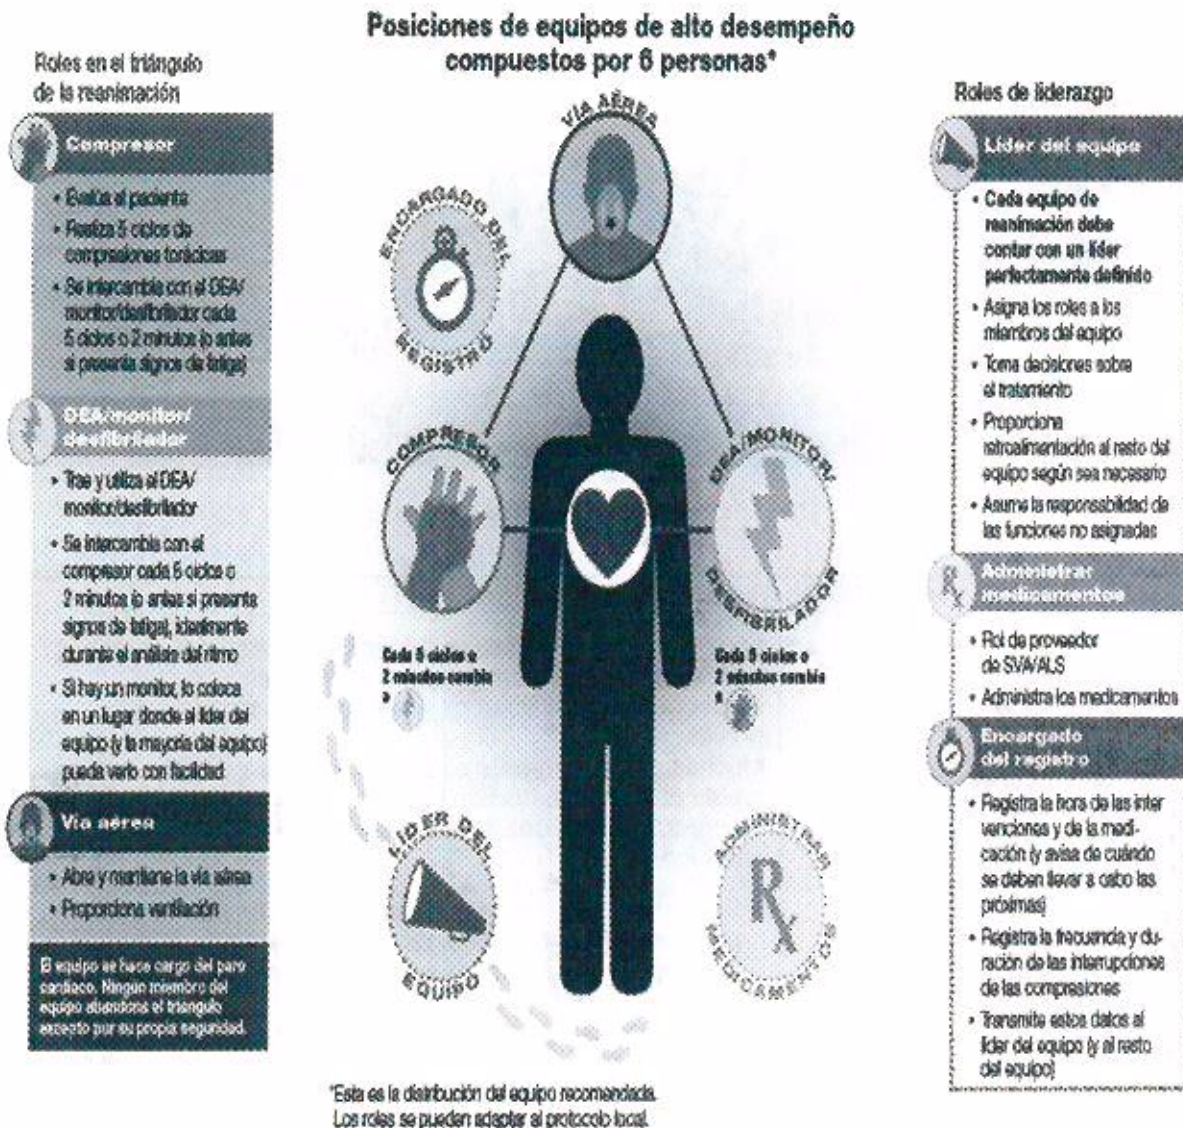 Posiciones de equipos de alto desempeño
compuestos por 6 personas*
Roles en el triángulo
de la reanimación
Compresor
• Evalúa al paciente
• Realiza 5 ciclos de
compresiones torácicas
• Se intercambia con el DEA/
monitor/desfibrilador cada
5 ciclos o 2 minutos (o antes
si presenta signos de fatiga)
DEA/monitor/
desfibrilador
• Trae y utiliza el DEA/
monitor/desfibrilador
• Se intercambia con el
compresor cada 5 ciclos o
2 minutos (o antes si presenta
signos de fatiga), idealmente
durante el análisis del ritmo
• Si hay un monitor, lo coloca
en un lugar donde el líder del
equipo (y la mayoría del equipo)
pueda verlo con facilidad
Vía aérea
• Abre y mantiene la vía aérea
• Proporciona ventilación
El equipo se hace cargo del paro
cardíaco. Ningún miembro del
equipo abandona el triángulo
excepto por su propia seguridad.
VÍA AÉREA
ENCARGADO DEL
REGISTRO
COMPRESOR
DEA/MONITOR/
DESFIBRILADOR
Cada 5 ciclos o
2 minutos cambia
a
Cada 5 ciclos o
2 minutos cambia
a
LÍDER DEL
EQUIPO
ADMINISTRAR
Rx
MEDICAMENTOS
*Esta es la distribución del equipo recomendada.
Los roles se pueden adaptar al protocolo local.
Roles de liderazgo
Líder del equipo
• Cada equipo de
reanimación debe
contar con un líder
perfectamente definido
• Asigna los roles a los
miembros del equipo
• Toma decisiones sobre
el tratamiento
• Proporciona
retroalimentación al resto del
equipo según sea necesario
• Asume la responsabilidad de
las funciones no asignadas
Rx
Administrar
medicamentos
• Rol de proveedor
de SVA/ALS
• Administra los medicamentos
Encargado
del registro
• Registra la hora de las inter
venciones y de la medi-
cación (y avisa de cuándo
se deben llevar a cabo las
próximas)
• Registra la frecuencia y du-
ración de las interrupciones
de las compresiones
• Transmite estos datos al
líder del equipo (y al resto
del equipo)